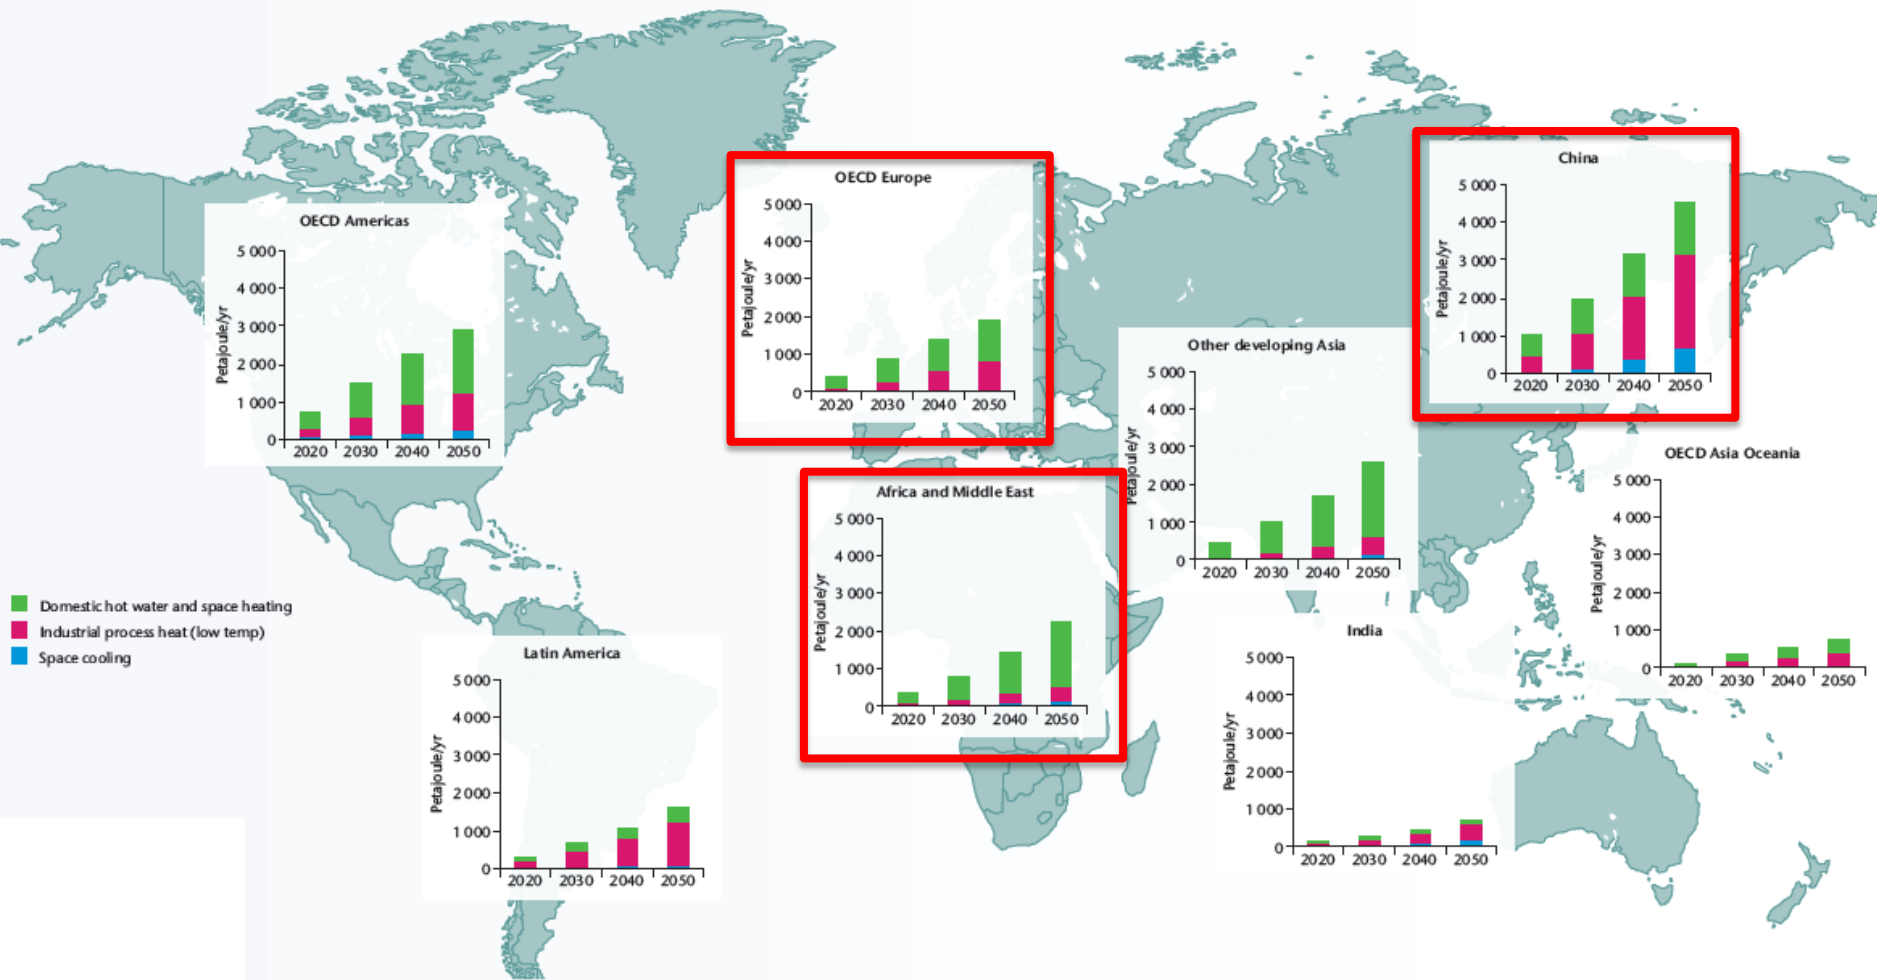 OECD Americas
5 000
4 000
3 000
2 000
1 000
0
Petajoule/yr
2020 2030 2040 2050
OECD Europe
5 000
4 000
3 000
2 000
1 000
0
Petajoule/yr
2020 2030 2040 2050
China
5 000
4 000
3 000
2 000
1 000
0
Petajoule/yr
2020 2030 2040 2050
Other developing Asia
5 000
4 000
3 000
2 000
1 000
0
Petajoule/yr
2020 2030 2040 2050
OECD Asia Oceania
5 000
4 000
3 000
2 000
1 000
0
Petajoule/yr
2020 2030 2040 2050
Africa and Middle East
5 000
4 000
3 000
2 000
1 000
0
Petajoule/yr
2020 2030 2040 2050
Domestic hot water and space heating
Industrial process heat (low temp)
Space cooling
Latin America
5 000
4 000
3 000
2 000
1 000
0
Petajoule/yr
2020 2030 2040 2050
India
5 000
4 000
3 000
2 000
1 000
0
Petajoule/yr
2020 2030 2040 2050